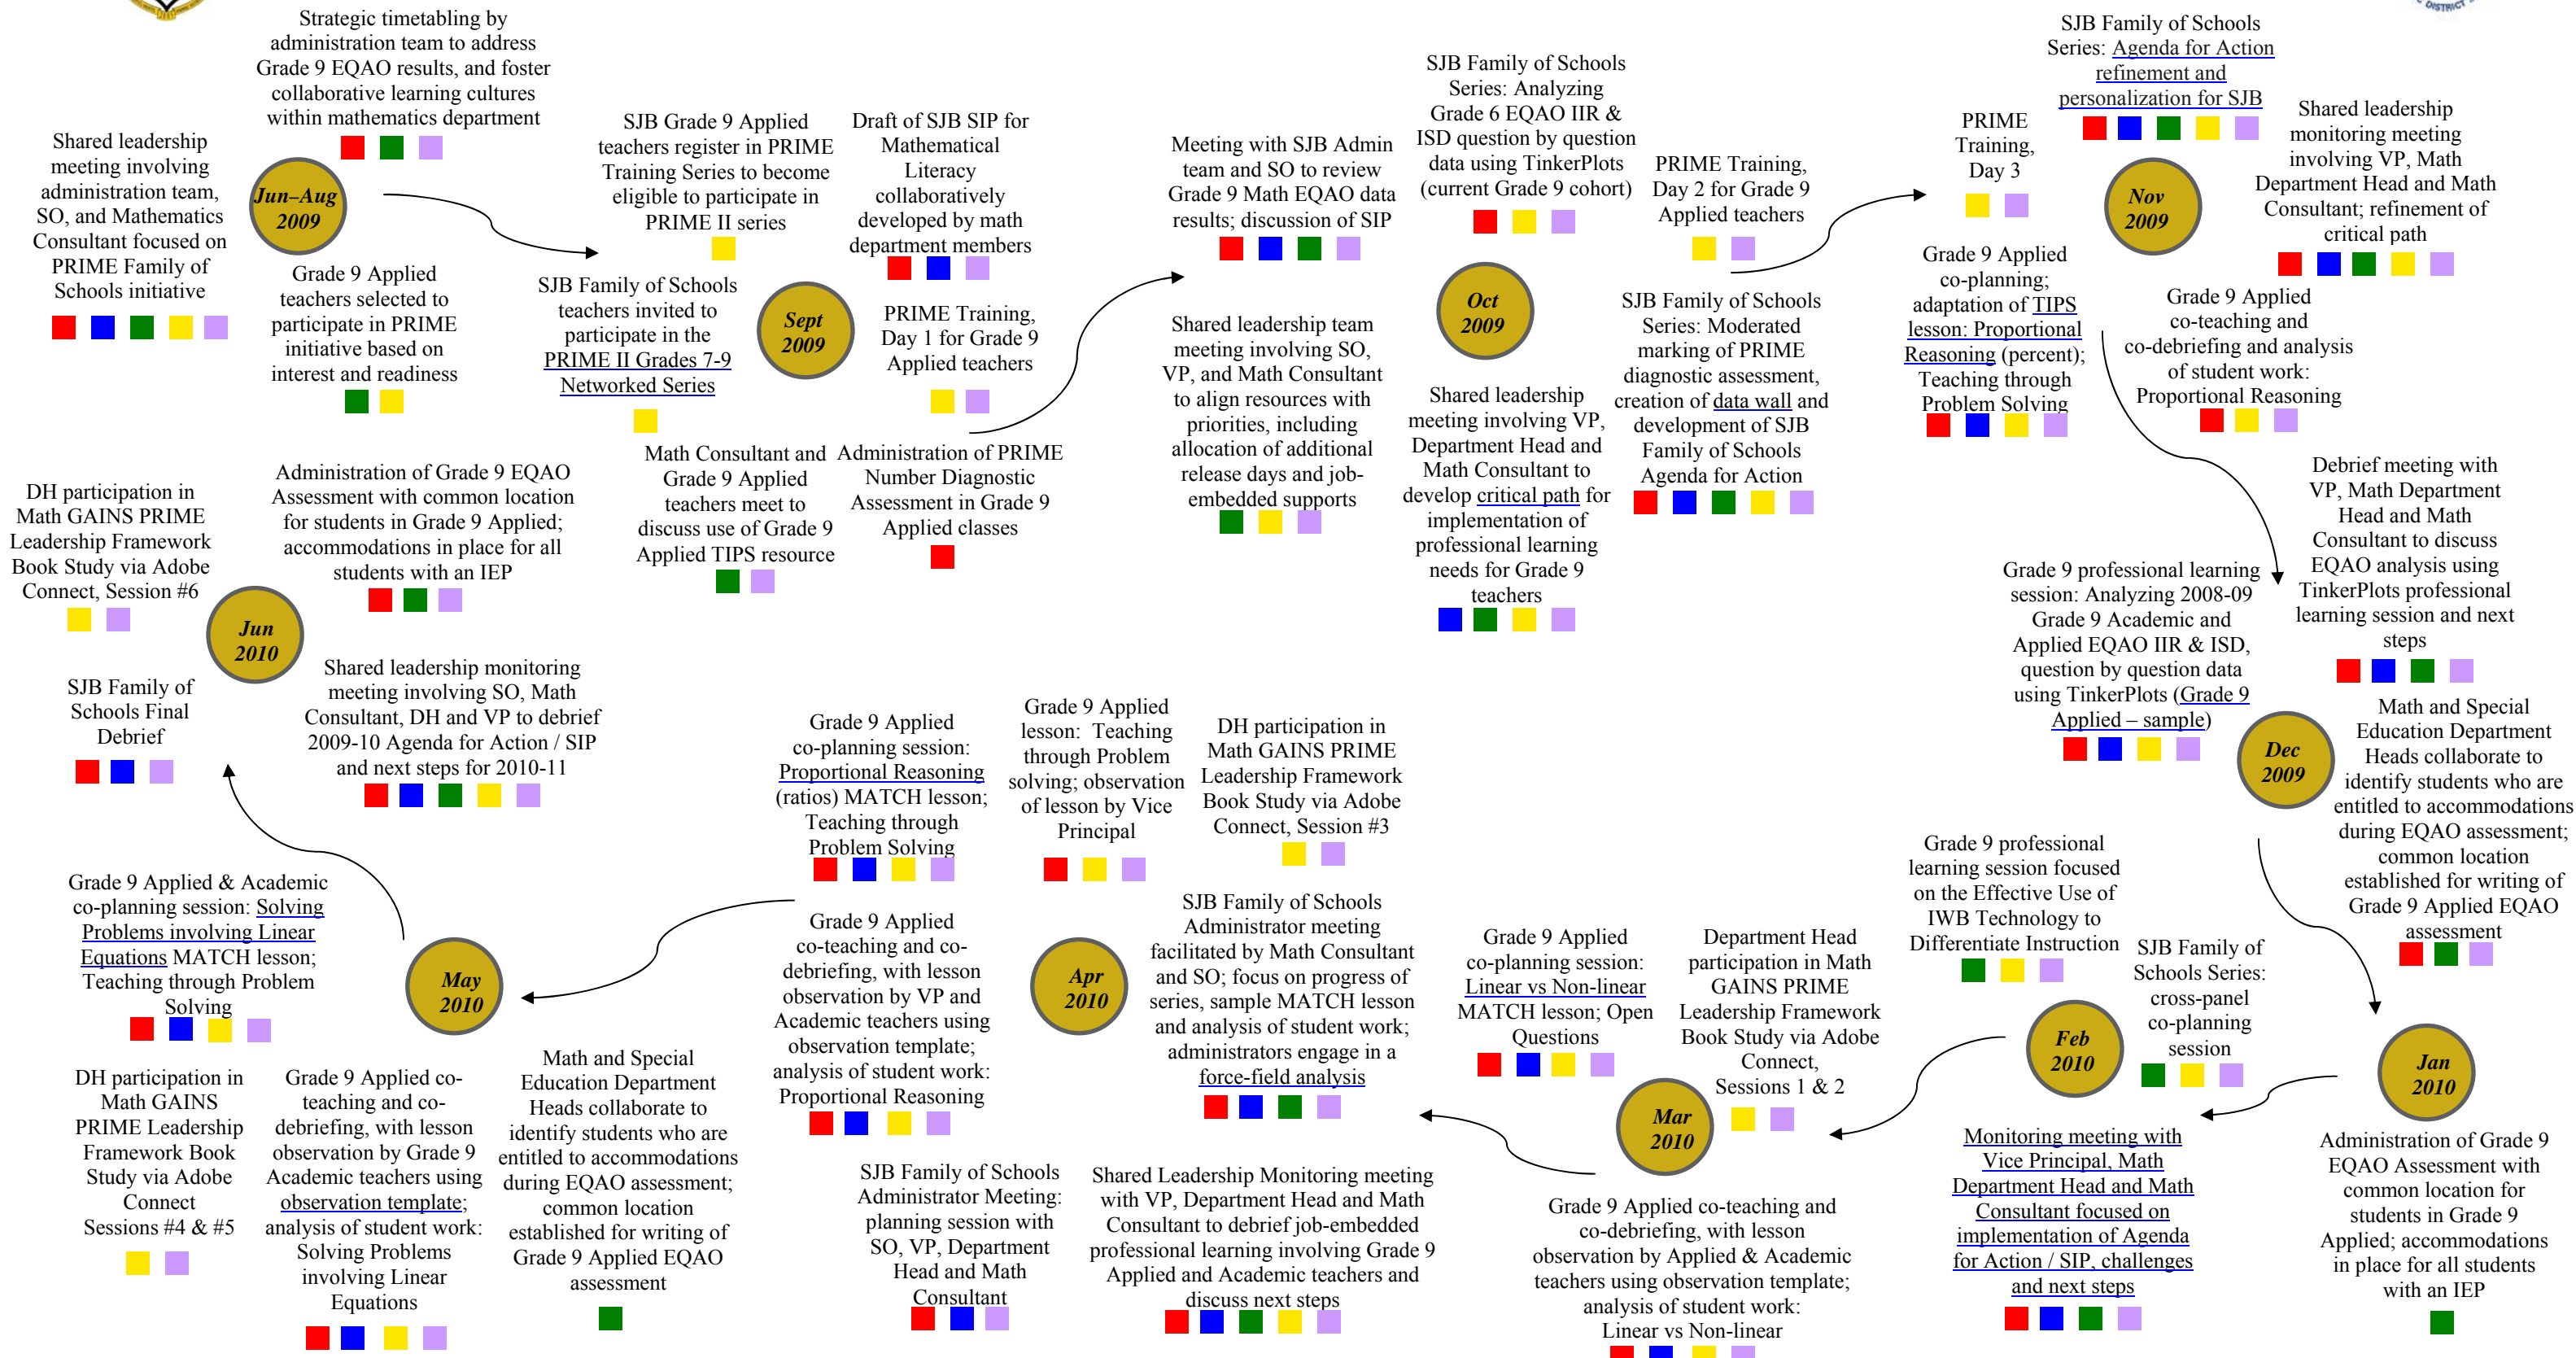 DISTRICT
Strategic timetabling by
administration team to address
Grade 9 EQAO results, and foster
collaborative learning cultures
within mathematics department
Shared leadership
meeting involving
administration team,
SO, and Mathematics
Consultant focused on
PRIME Family of
Schools initiative
Jun–Aug
2009
Grade 9 Applied
teachers selected to
participate in PRIME
initiative based on
interest and readiness
SJB Grade 9 Applied
teachers register in PRIME
Training Series to become
eligible to participate in
PRIME II series
Draft of SJB SIP for
Mathematical
Literacy
collaboratively
developed by math
department members
SJB Family of Schools
teachers invited to
participate in the
PRIME II Grades 7-9
Networked Series
Sept
2009
PRIME Training,
Day 1 for Grade 9
Applied teachers
Math Consultant and
Grade 9 Applied
teachers meet to
discuss use of Grade 9
Applied TIPS resource
Administration of PRIME
Number Diagnostic
Assessment in Grade 9
Applied classes
Meeting with SJB Admin
team and SO to review
Grade 9 Math EQAO data
results; discussion of SIP
SJB Family of Schools
Series: Analyzing
Grade 6 EQAO IIR &
ISD question by question
data using TinkerPlots
(current Grade 9 cohort)
PRIME Training,
Day 2 for Grade 9
Applied teachers
Oct
2009
Shared leadership team
meeting involving SO,
VP, and Math Consultant
to align resources with
priorities, including
allocation of additional
release days and job-
embedded supports
Shared leadership
meeting involving VP,
Department Head and
Math Consultant to
develop critical path for
implementation of
professional learning
needs for Grade 9
teachers
SJB Family of Schools
Series: Moderated
marking of PRIME
diagnostic assessment,
creation of data wall and
development of SJB
Family of Schools
Agenda for Action
SJB Family of Schools
Series: Agenda for Action
refinement and
personalization for SJB
PRIME
Training,
Day 3
Nov
2009
Shared leadership
monitoring meeting
involving VP, Math
Department Head and Math
Consultant; refinement of
critical path
Grade 9 Applied
co-planning;
adaptation of TIPS
lesson: Proportional
Reasoning (percent);
Teaching through
Problem Solving
Grade 9 Applied
co-teaching and
co-debriefing and analysis
of student work:
Proportional Reasoning
Debrief meeting with
VP, Math Department
Head and Math
Consultant to discuss
EQAO analysis using
TinkerPlots professional
learning session and next
steps
Grade 9 professional learning
session: Analyzing 2008-09
Grade 9 Academic and
Applied EQAO IIR & ISD,
question by question data
using TinkerPlots (Grade 9
Applied – sample)
Dec
2009
Math and Special
Education Department
Heads collaborate to
identify students who are
entitled to accommodations
during EQAO assessment;
common location
established for writing of
Grade 9 Applied EQAO
assessment
Jan
2010
Administration of Grade 9
EQAO Assessment with
common location for
students in Grade 9
Applied; accommodations
in place for all students
with an IEP
Grade 9 professional
learning session focused
on the Effective Use of
IWB Technology to
Differentiate Instruction
SJB Family of
Schools Series:
cross-panel
co-planning
session
Feb
2010
Monitoring meeting with
Vice Principal, Math
Department Head and Math
Consultant focused on
implementation of Agenda
for Action / SIP, challenges
and next steps
Grade 9 Applied
co-planning session:
Linear vs Non-linear
MATCH lesson; Open
Questions
Department Head
participation in Math
GAINS PRIME
Leadership Framework
Book Study via Adobe
Connect,
Sessions 1 & 2
Mar
2010
Grade 9 Applied co-teaching and
co-debriefing, with lesson
observation by Applied & Academic
teachers using observation template;
analysis of student work:
Linear vs Non-linear
Grade 9 Applied
co-planning session:
Proportional Reasoning
(ratios) MATCH lesson;
Teaching through
Problem Solving
Grade 9 Applied
lesson: Teaching
through Problem
solving; observation
of lesson by Vice
Principal
DH participation in
Math GAINS PRIME
Leadership Framework
Book Study via Adobe
Connect, Session #3
Grade 9 Applied
co-teaching and co-
debriefing, with lesson
observation by VP and
Academic teachers using
observation template;
analysis of student work:
Proportional Reasoning
Apr
2010
SJB Family of Schools
Administrator meeting
facilitated by Math Consultant
and SO; focus on progress of
series, sample MATCH lesson
and analysis of student work;
administrators engage in a
force-field analysis
SJB Family of Schools
Administrator Meeting:
planning session with
SO, VP, Department
Head and Math
Consultant
Shared Leadership Monitoring meeting
with VP, Department Head and Math
Consultant to debrief job-embedded
professional learning involving Grade 9
Applied and Academic teachers and
discuss next steps
Grade 9 Applied & Academic
co-planning session: Solving
Problems involving Linear
Equations MATCH lesson;
Teaching through Problem
Solving
May
2010
DH participation in
Math GAINS
PRIME Leadership
Framework Book
Study via Adobe
Connect
Sessions #4 & #5
Grade 9 Applied co-
teaching and co-
debriefing, with lesson
observation by Grade 9
Academic teachers using
observation template;
analysis of student work:
Solving Problems
involving Linear
Equations
Math and Special
Education Department
Heads collaborate to
identify students who are
entitled to accommodations
during EQAO assessment;
common location
established for writing of
Grade 9 Applied EQAO
assessment
DH participation in
Math GAINS PRIME
Leadership Framework
Book Study via Adobe
Connect, Session #6
Administration of Grade 9 EQAO
Assessment with common location
for students in Grade 9 Applied;
accommodations in place for all
students with an IEP
Jun
2010
SJB Family of
Schools Final
Debrief
Shared leadership monitoring
meeting involving SO, Math
Consultant, DH and VP to debrief
2009-10 Agenda for Action / SIP
and next steps for 2010-11